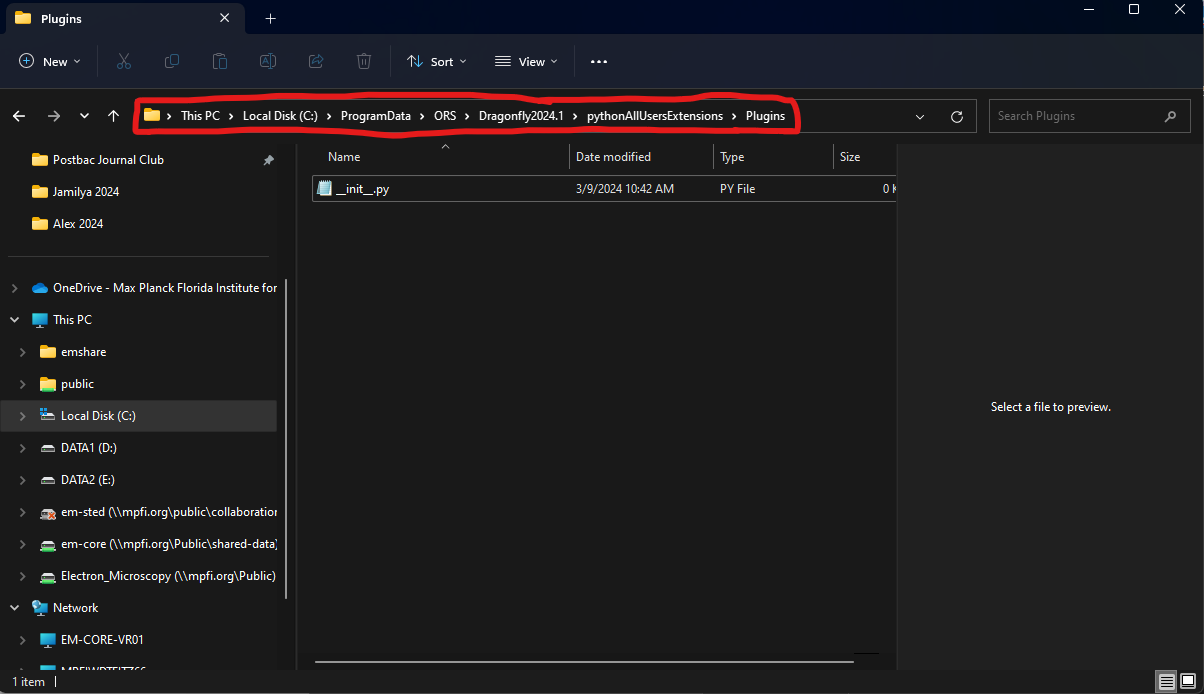 Plugins
New
Sort
View
This PC > Local Disk (C:) > ProgramData > ORS > Dragonfly2024.1 > pythonAllUsersExtensions > Plugins
Search Plugins
Postbac Journal Club
Jamilya 2024
Alex 2024
OneDrive - Max Planck Florida Institute for
This PC
emshare
public
Local Disk (C:)
DATA1 (D:)
DATA2 (E:)
em-sted (\\mpfi.org\public\collaboration
em-core (\\mpfi.org\Public\shared-data)
Electron_Microscopy (\\mpfi.org\Public)
Network
EM-CORE-VR01
Name Date modified Type Size
__init__.py 3/9/2024 10:42 AM PY File 0 K
Select a file to preview.
1 item